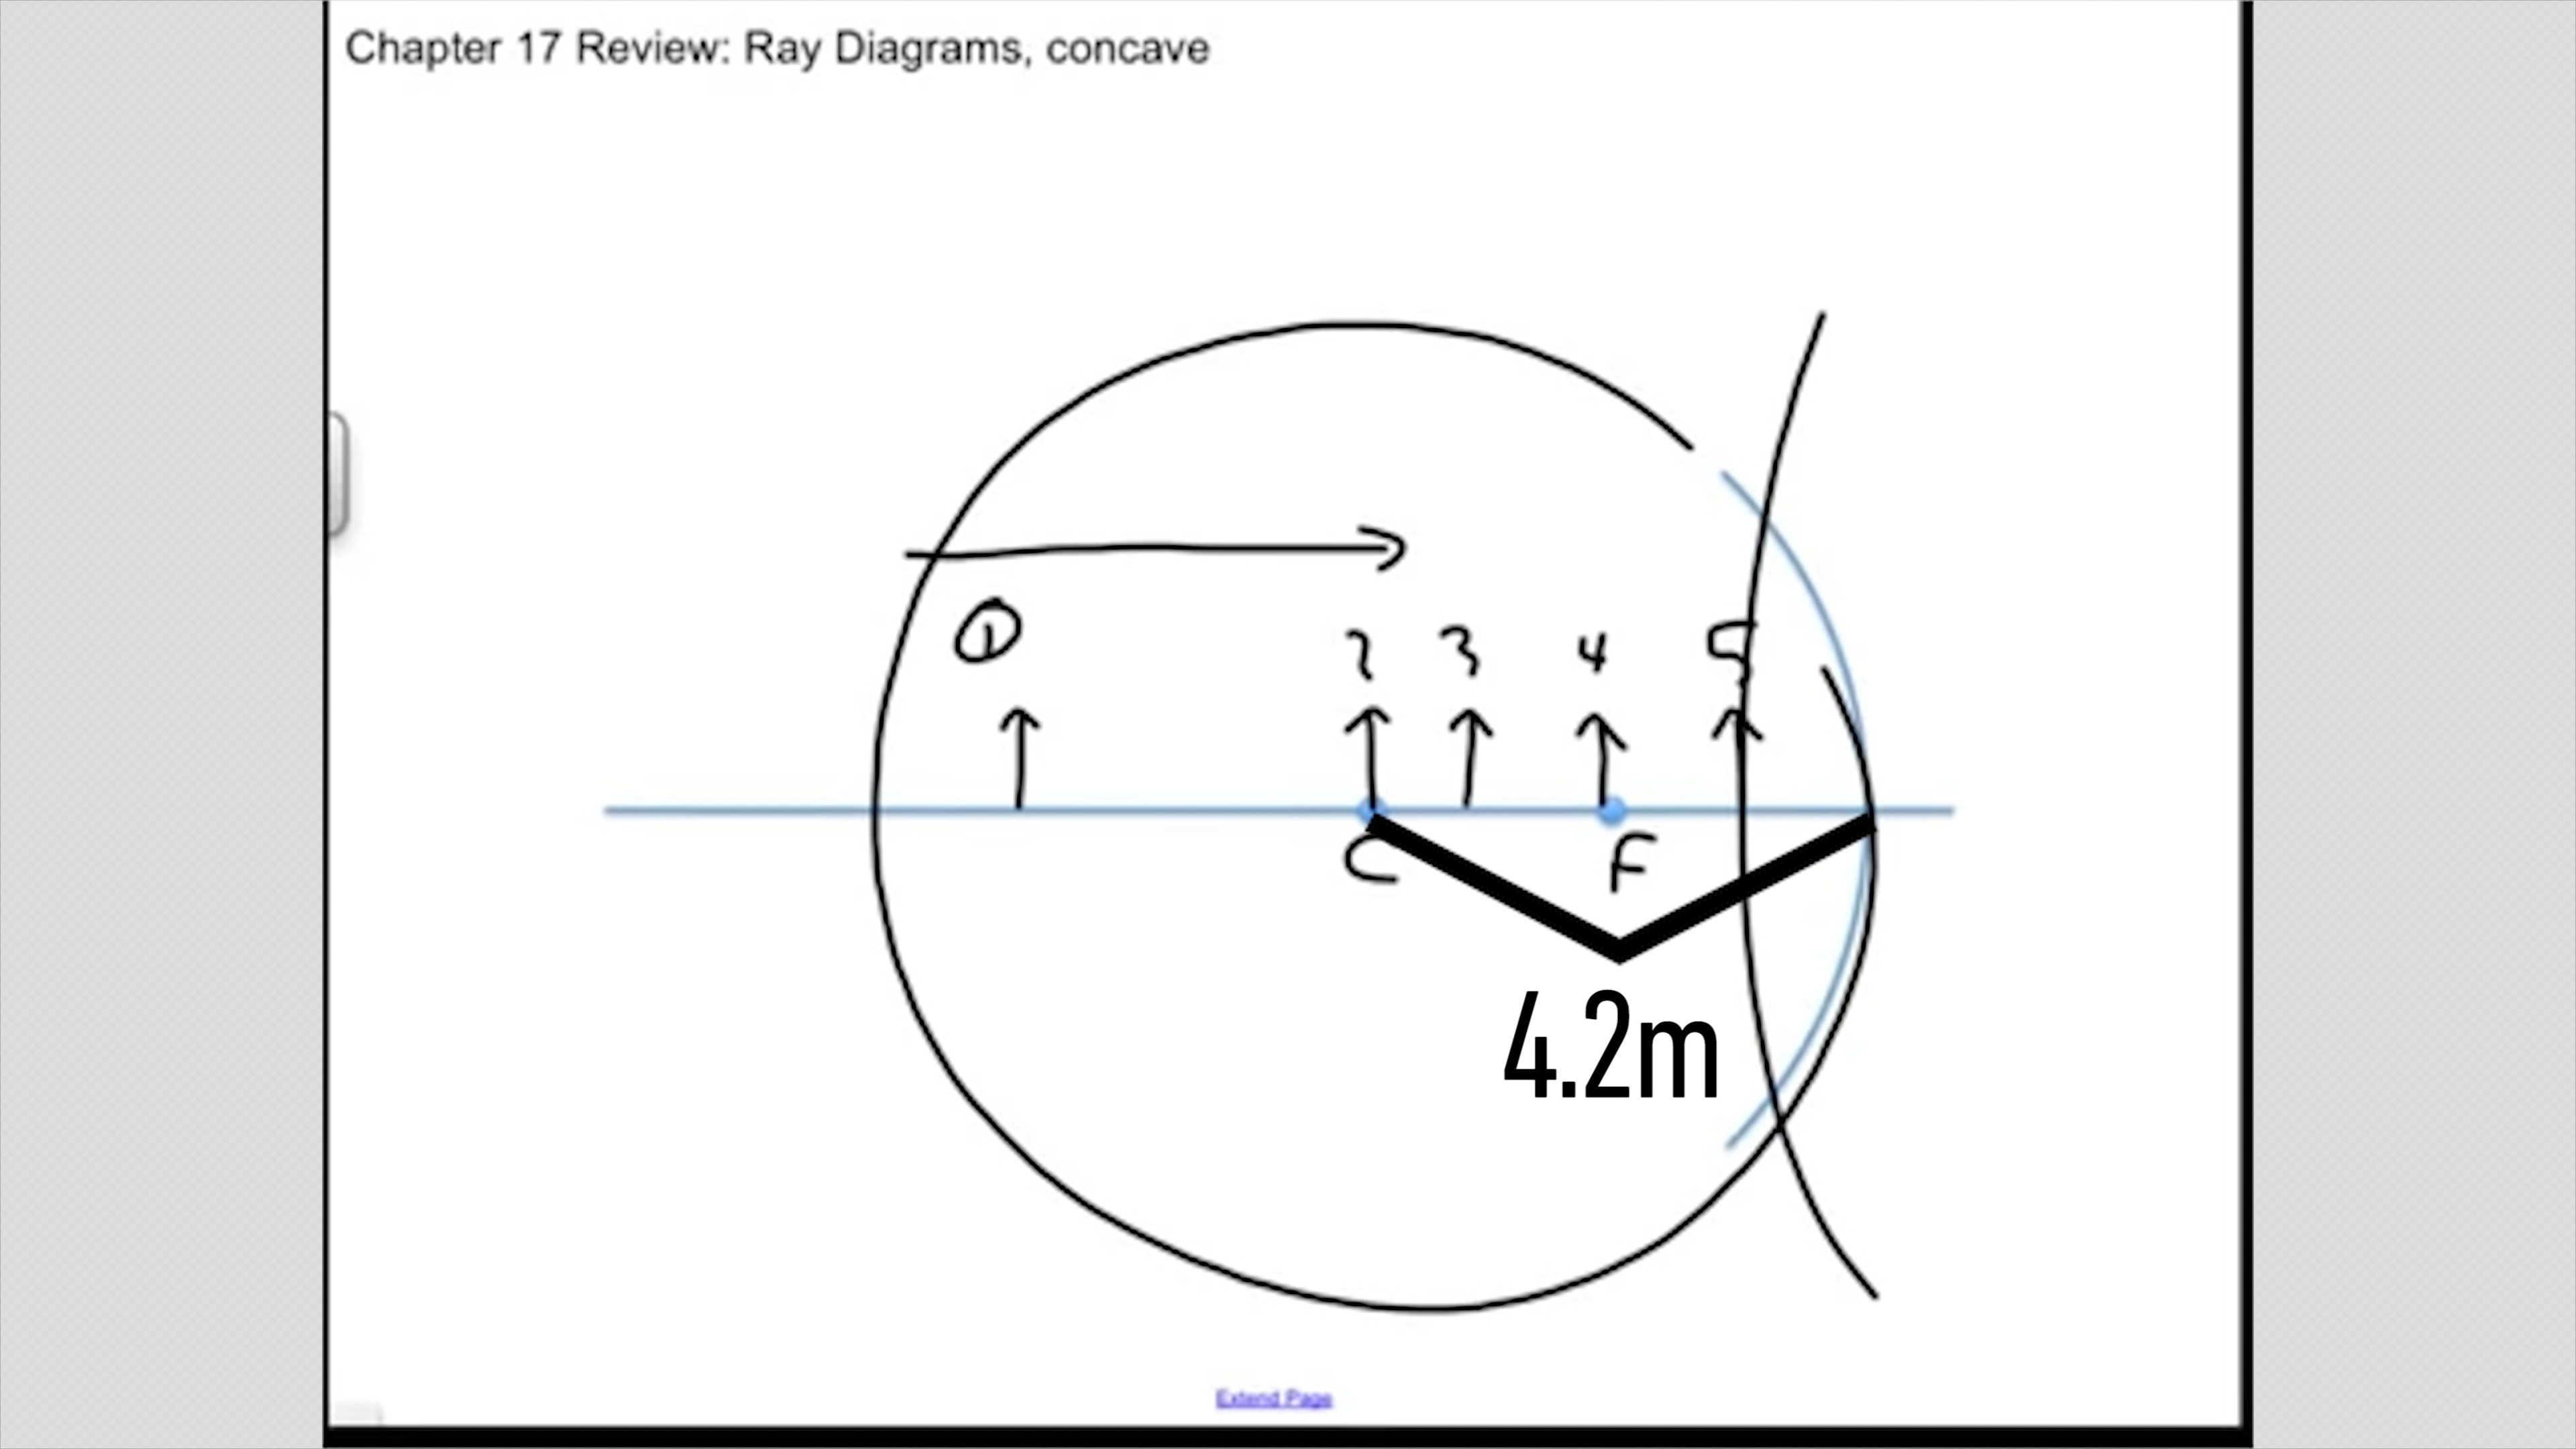 Chapter 17 Review: Ray Diagrams, concave
1
2 3 4 5
C F
4.2m
Extend Page